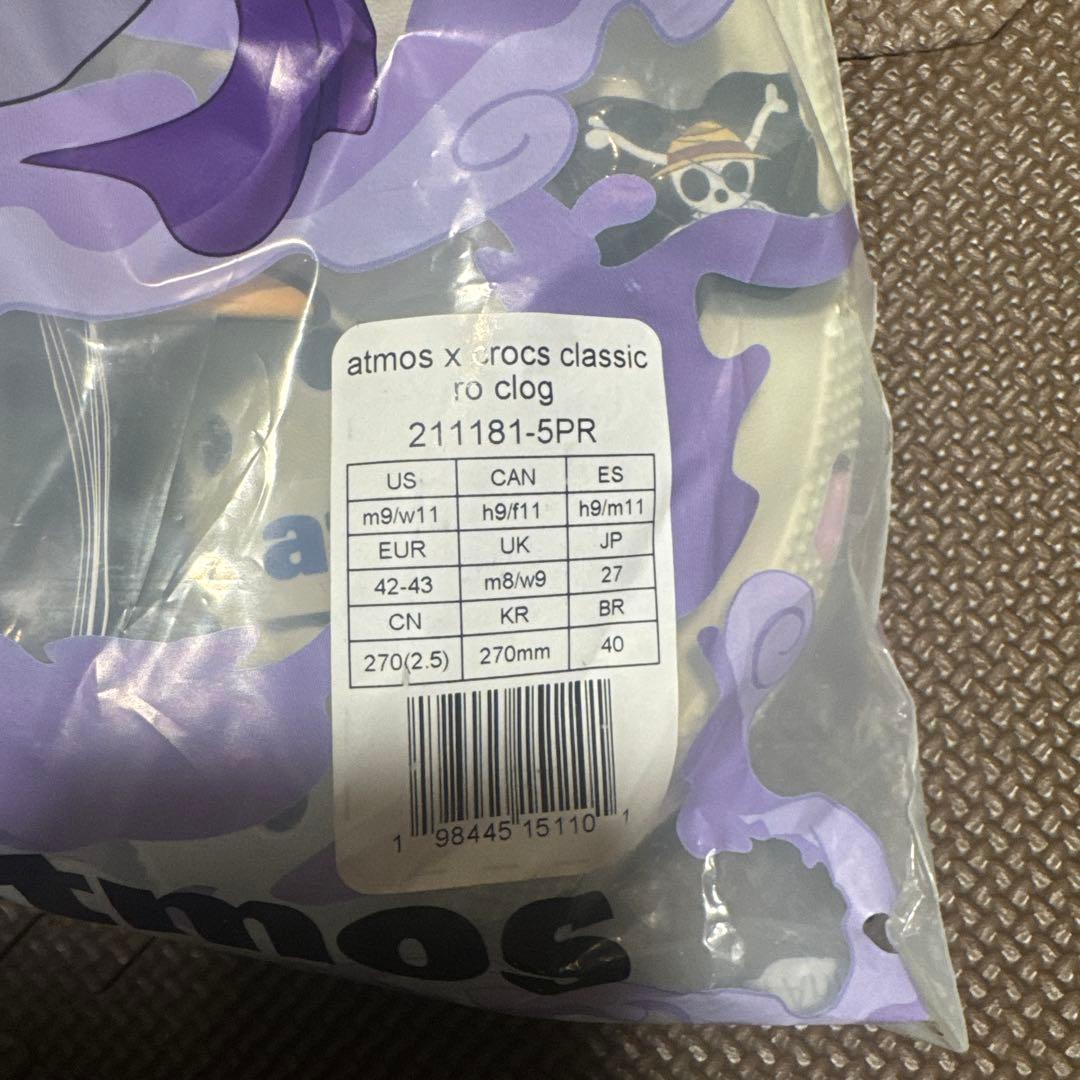 atmos x crocs classic
ro clog
211181-5PR
US CAN ES
m9/w11 h9/f11 h9/m11
EUR UK JP
42-43 m8/w9 27
CN KR BR
270(2.5) 270mm 40
1 98445 15110 1
tmos